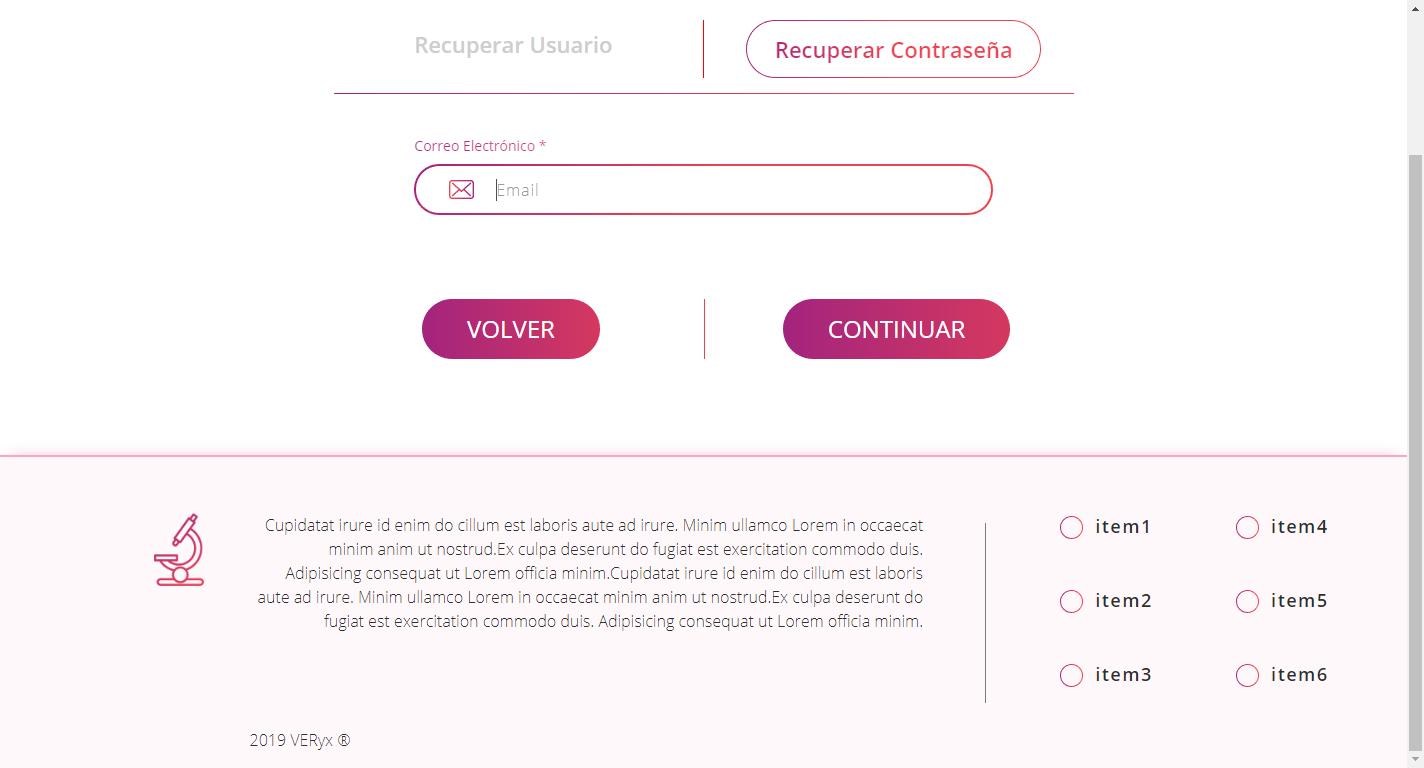 Recuperar Usuario
Recuperar Contraseña
Correo Electrónico *
Email
VOLVER
CONTINUAR
Cupidatat irure id enim do cillum est laboris aute ad irure. Minim ullamco Lorem in occaecat
minim anim ut nostrud.Ex culpa deserunt do fugiat est exercitation commodo duis.
Adipisicing consequat ut Lorem officia minim.Cupidatat irure id enim do cillum est laboris
aute ad irure. Minim ullamco Lorem in occaecat minim anim ut nostrud.Ex culpa deserunt do
fugiat est exercitation commodo duis. Adipisicing consequat ut Lorem officia minim.
item1
item4
item2
item5
item3
item6
2019 VERyx ®